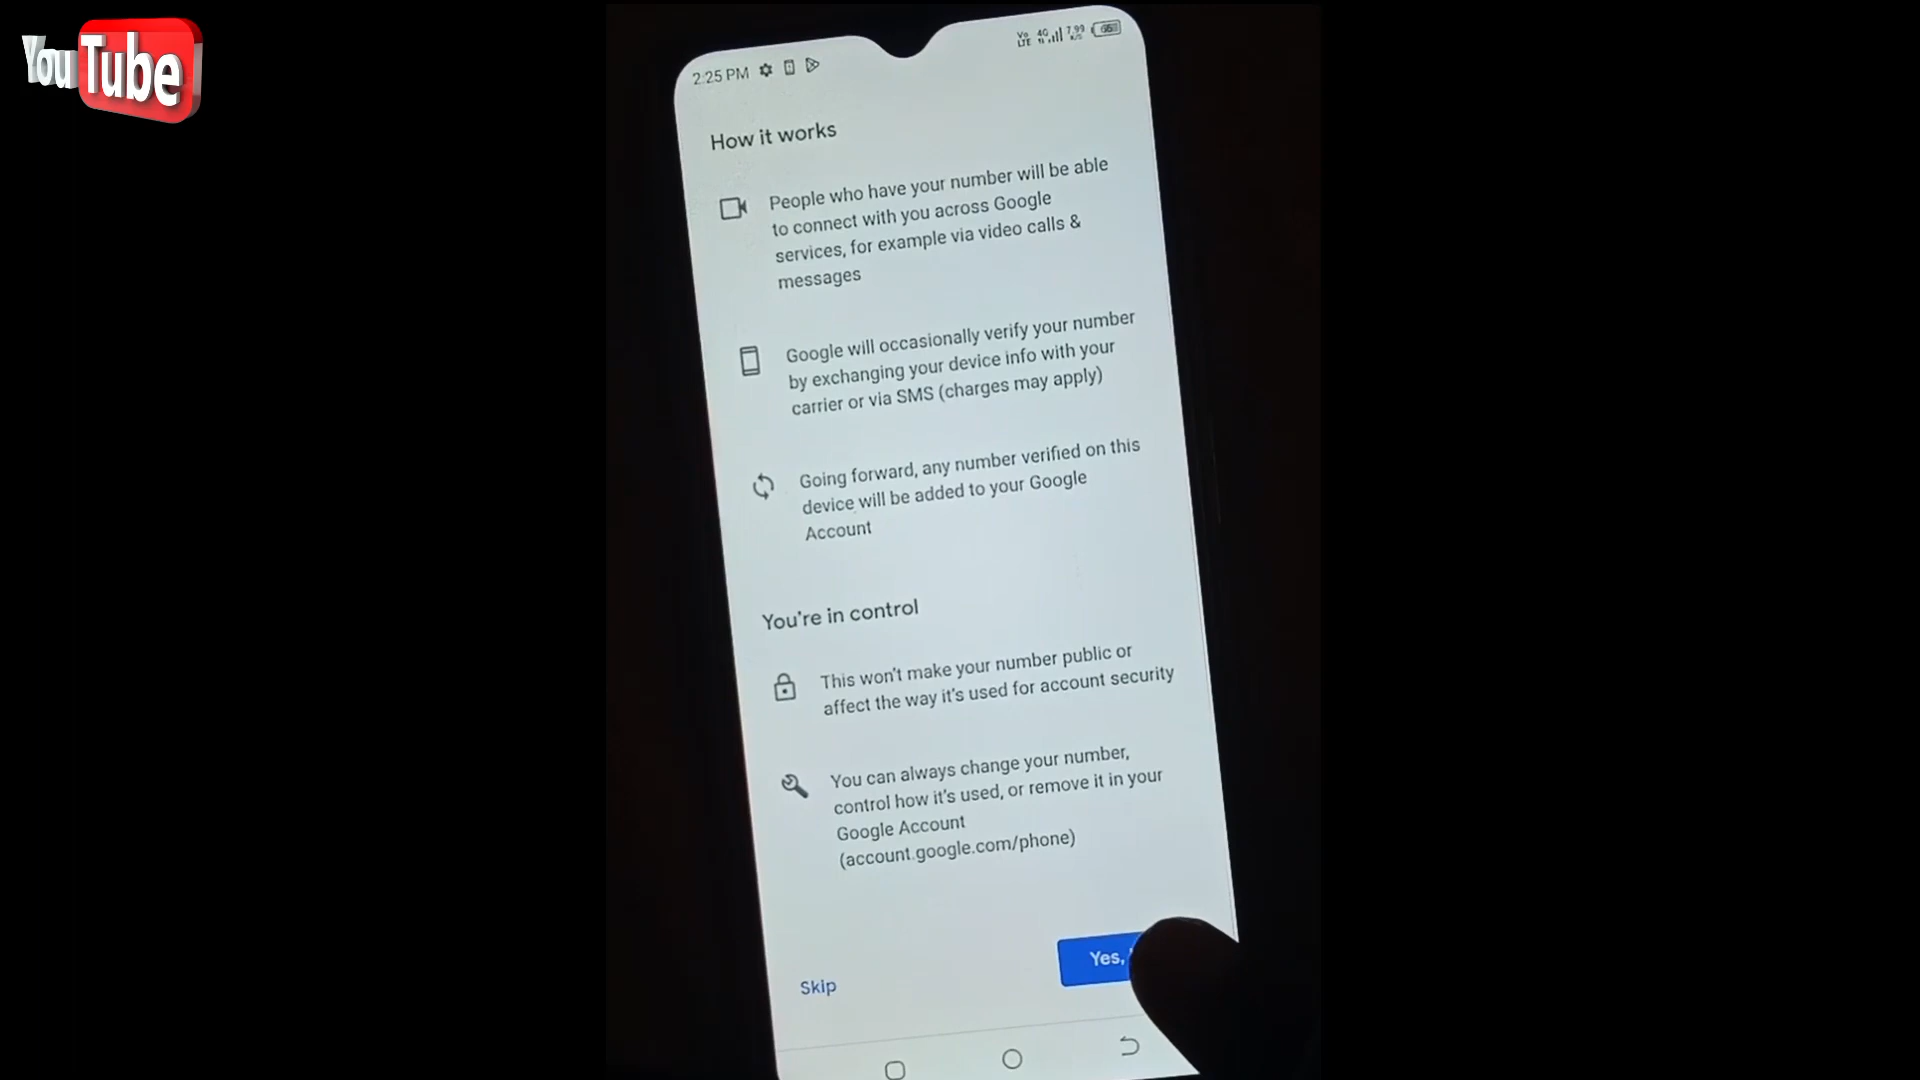 YouTube
2:25 PM
Vo LTE 4G 7.99 K/S
How it works
People who have your number will be able
to connect with you across Google
services, for example via video calls &
messages
Google will occasionally verify your number
by exchanging your device info with your
carrier or via SMS (charges may apply)
Going forward, any number verified on this
device will be added to your Google
Account
You're in control
This won't make your number public or
affect the way it's used for account security
You can always change your number,
control how it's used, or remove it in your
Google Account
(account.google.com/phone)
Skip
Yes,